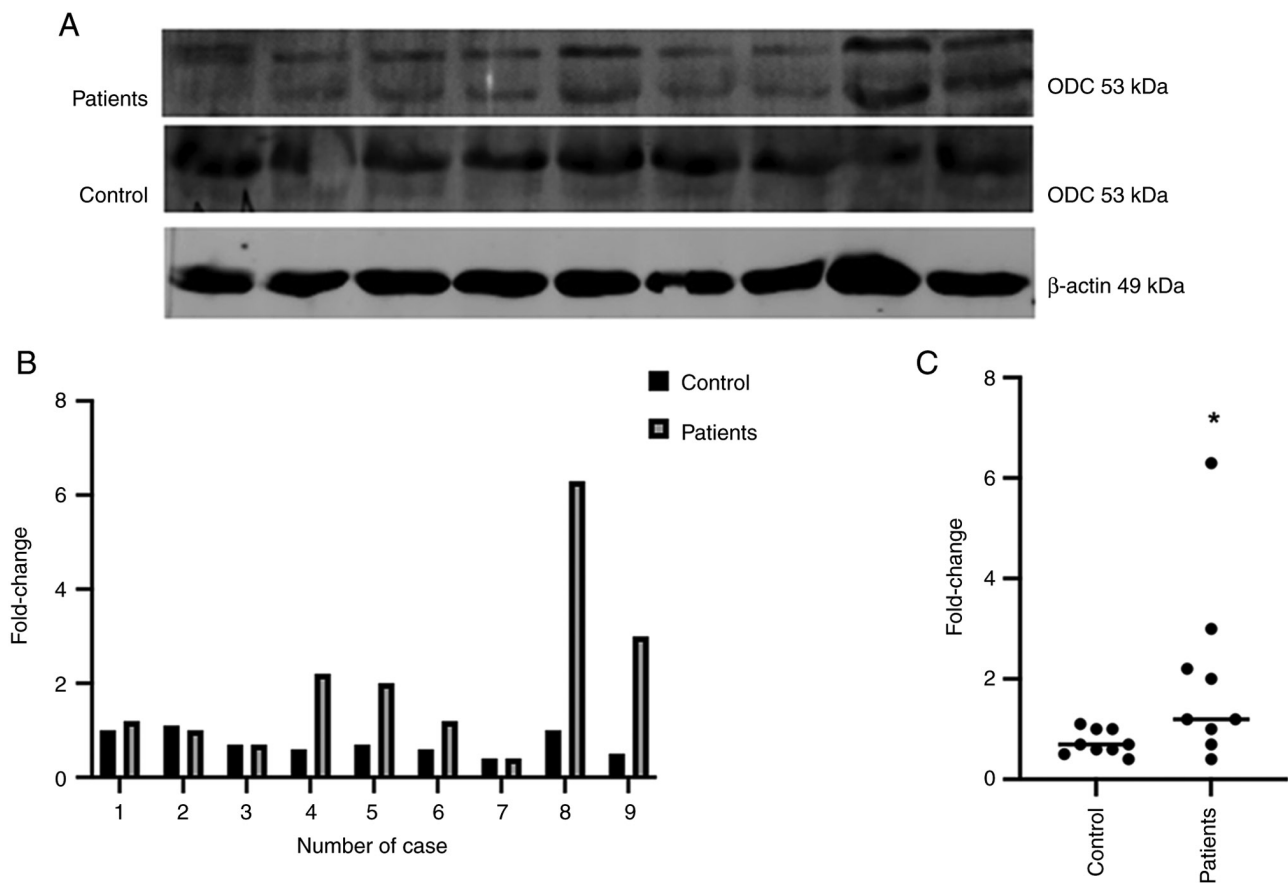 A
Patients
ODC 53 kDa
Control
ODC 53 kDa
β-actin 49 kDa
B
Control
Patients
8
6
4
2
0
Fold-change
1 2 3 4 5 6 7 8 9
Number of case
C
8
6
4
2
0
Fold-change
*
Control
Patients